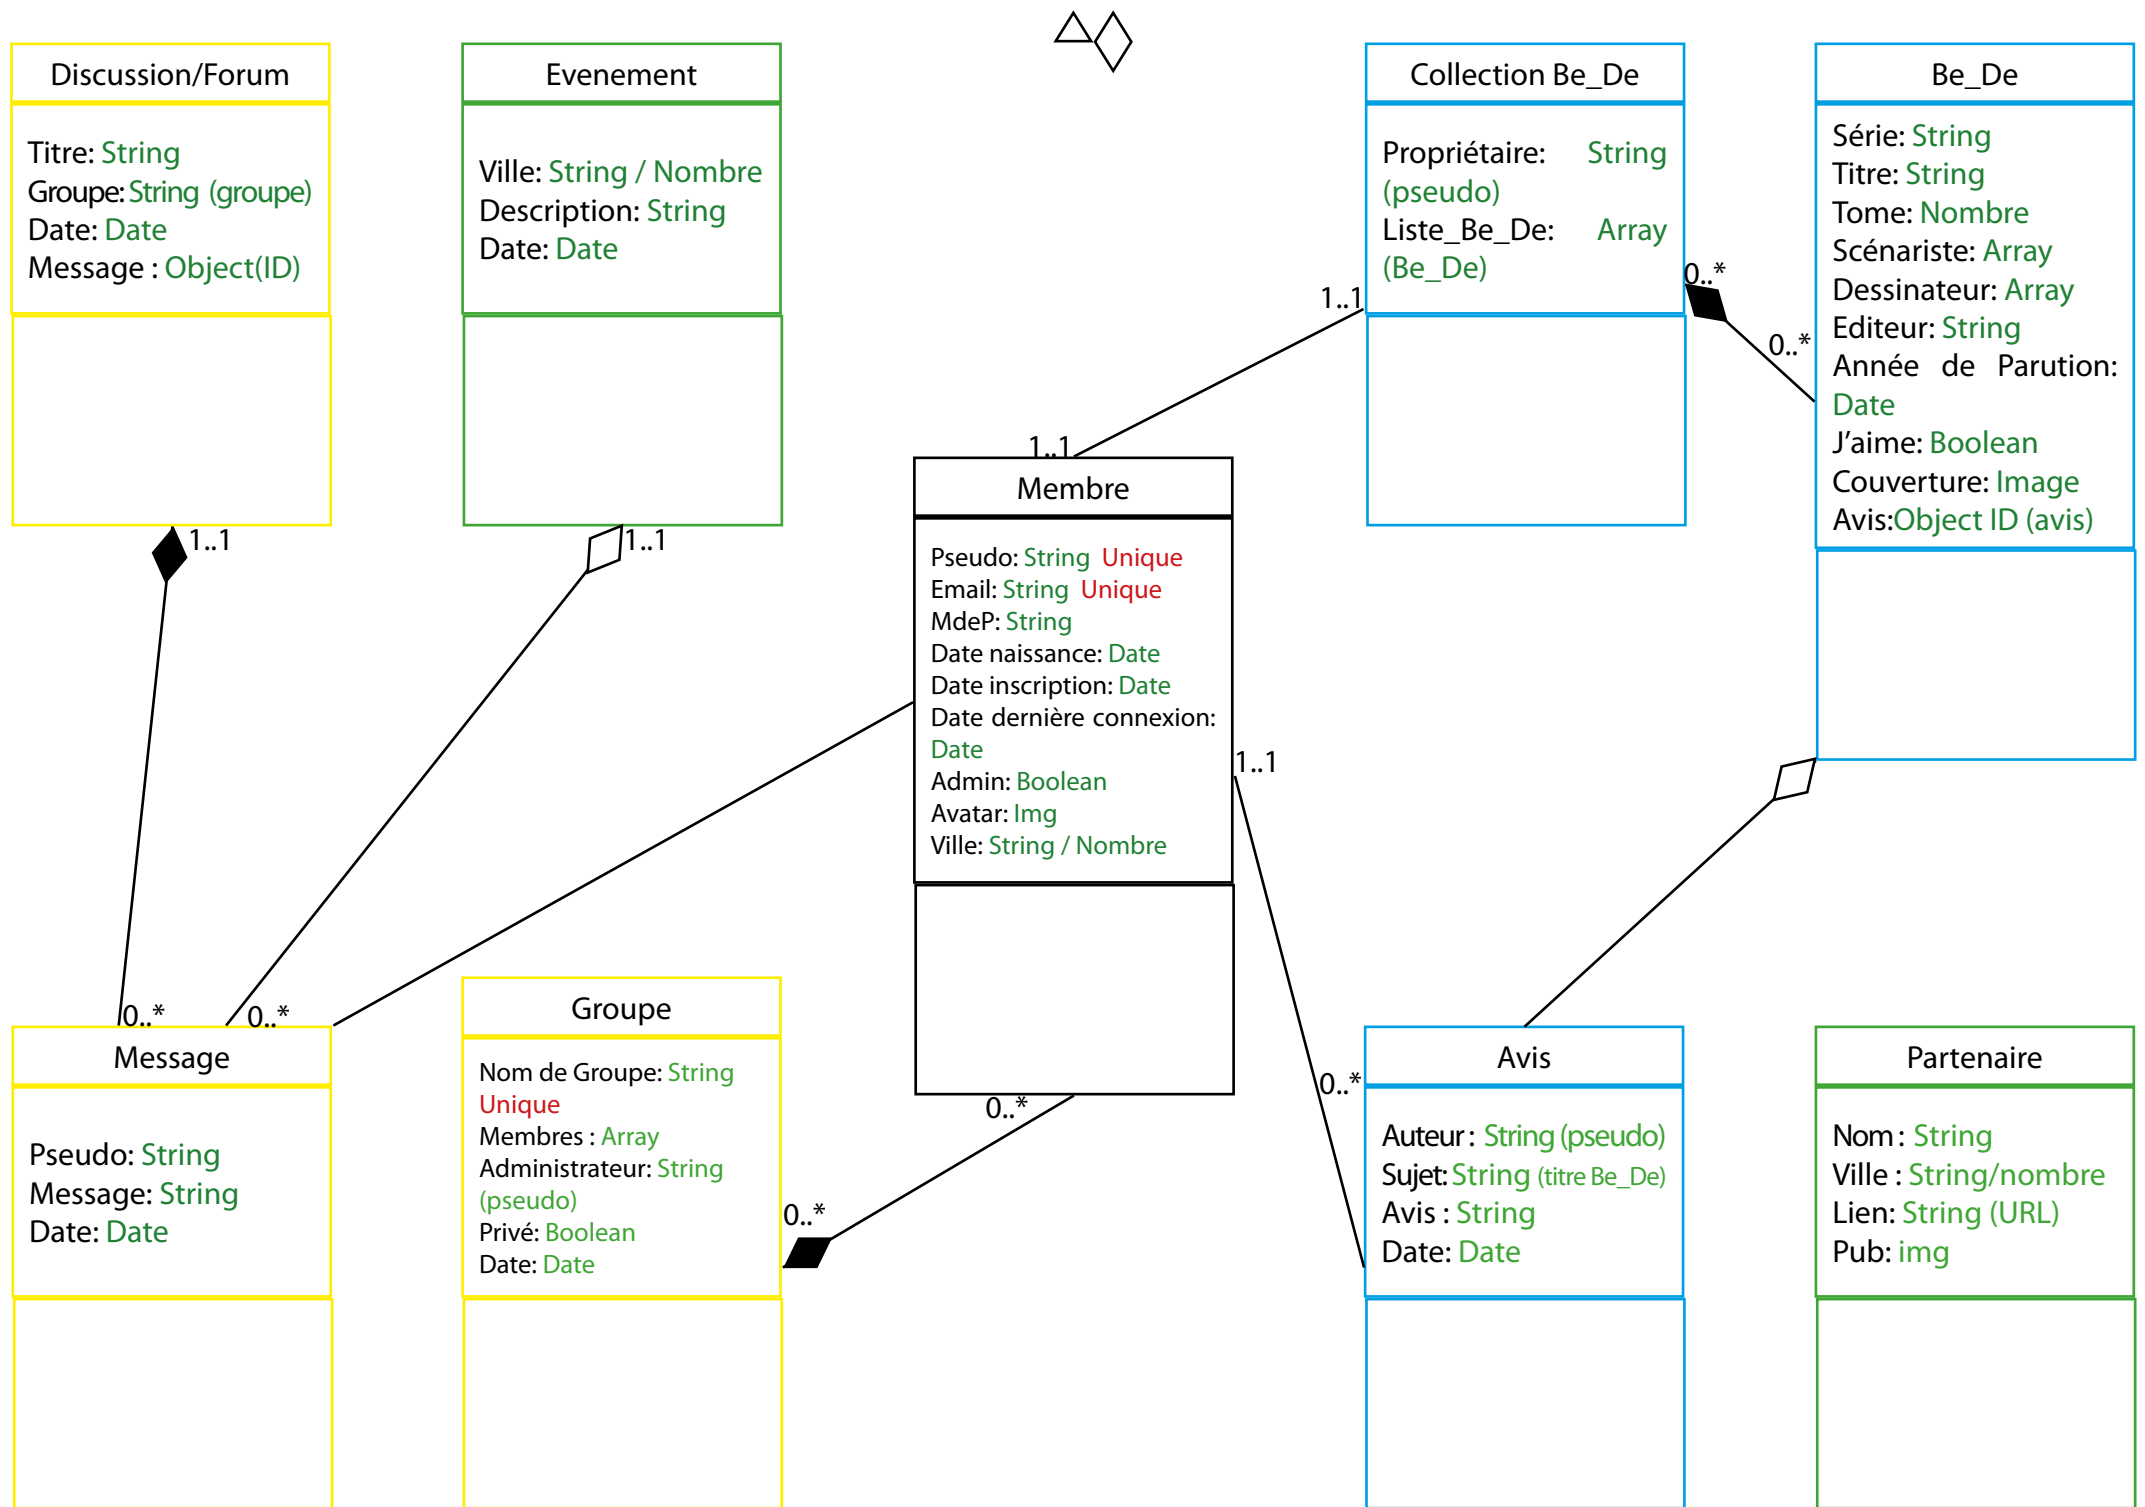 Discussion/Forum
Titre: String
Groupe: String (groupe)
Date: Date
Message : Object(ID)
1..1
Evenement
Ville: String / Nombre
Description: String
Date: Date
1..1
Collection Be_De
Propriétaire: String
(pseudo)
Liste_Be_De: Array
(Be_De)
1..1
0..*
0..*
Be_De
Série: String
Titre: String
Tome: Nombre
Scénariste: Array
Dessinateur: Array
Editeur: String
Année de Parution:
Date
J’aime: Boolean
Couverture: Image
Avis:Object ID (avis)
1..1
Membre
Pseudo: String Unique
Email: String Unique
MdeP: String
Date naissance: Date
Date inscription: Date
Date dernière connexion:
Date
Admin: Boolean
Avatar: Img
Ville: String / Nombre
1..1
0..*
0..*
0..*
Message
Pseudo: String
Message: String
Date: Date
Groupe
Nom de Groupe: String
Unique
Membres : Array
Administrateur: String
(pseudo)
Privé: Boolean
Date: Date
0..*
0..*
Avis
Auteur : String (pseudo)
Sujet: String (titre Be_De)
Avis : String
Date: Date
Partenaire
Nom : String
Ville : String/nombre
Lien: String (URL)
Pub: img